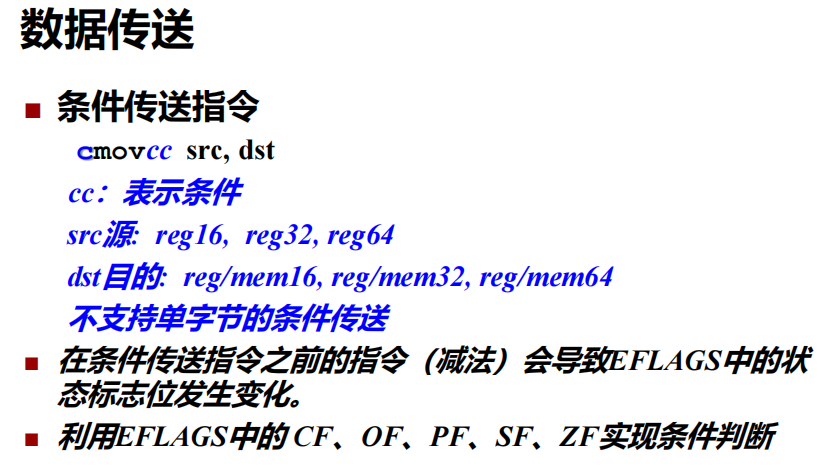 数据传送
■ 条件传送指令
cmovcc src, dst
cc：表示条件
src源: reg16, reg32, reg64
dst目的: reg/mem16, reg/mem32, reg/mem64
不支持单字节的条件传送
■ 在条件传送指令之前的指令（减法）会导致EFLAGS中的状
态标志位发生变化。
■ 利用EFLAGS中的 CF、OF、PF、SF、ZF实现条件判断